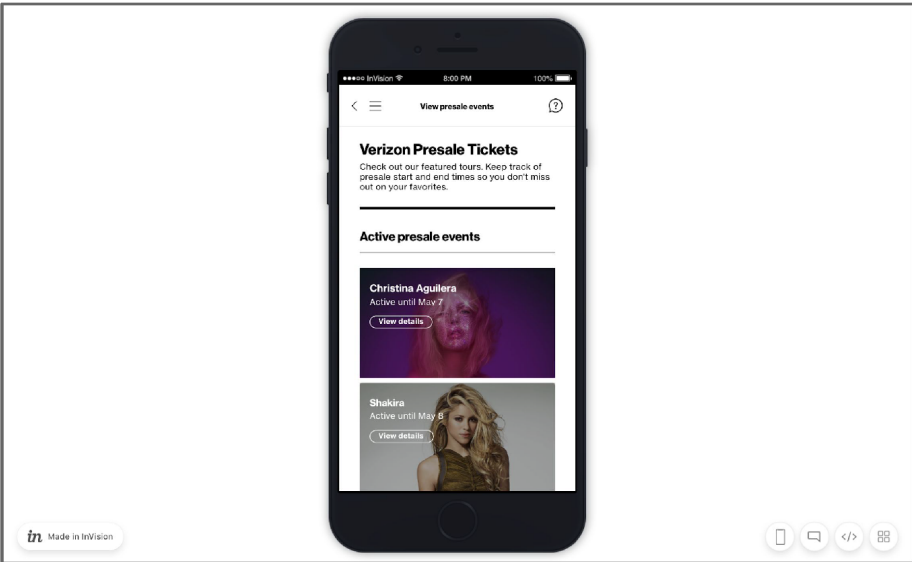 ●●●○○ InVision 8:00 PM 100%
View presale events
?
Verizon Presale Tickets
Check out our featured tours. Keep track of
presale start and end times so you don't miss
out on your favorites.
Active presale events
Christina Aguilera
Active until May 7
View details
Shakira
Active until May 8
View details
in Made in InVision
</>